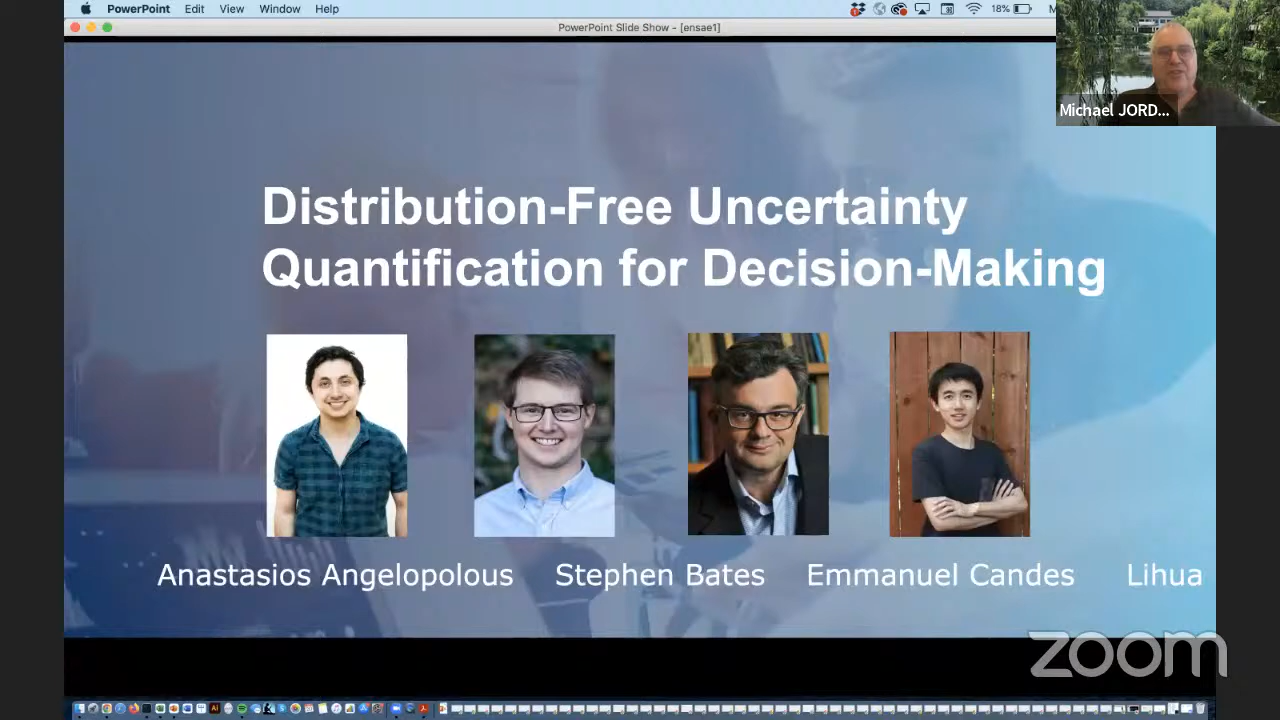 PowerPoint Edit View Window Help 18%
PowerPoint Slide Show - [ensae1]
Michael JORD...
Distribution-Free Uncertainty
Quantification for Decision-Making
Anastasios Angelopolous Stephen Bates Emmanuel Candes Lihua
zoom